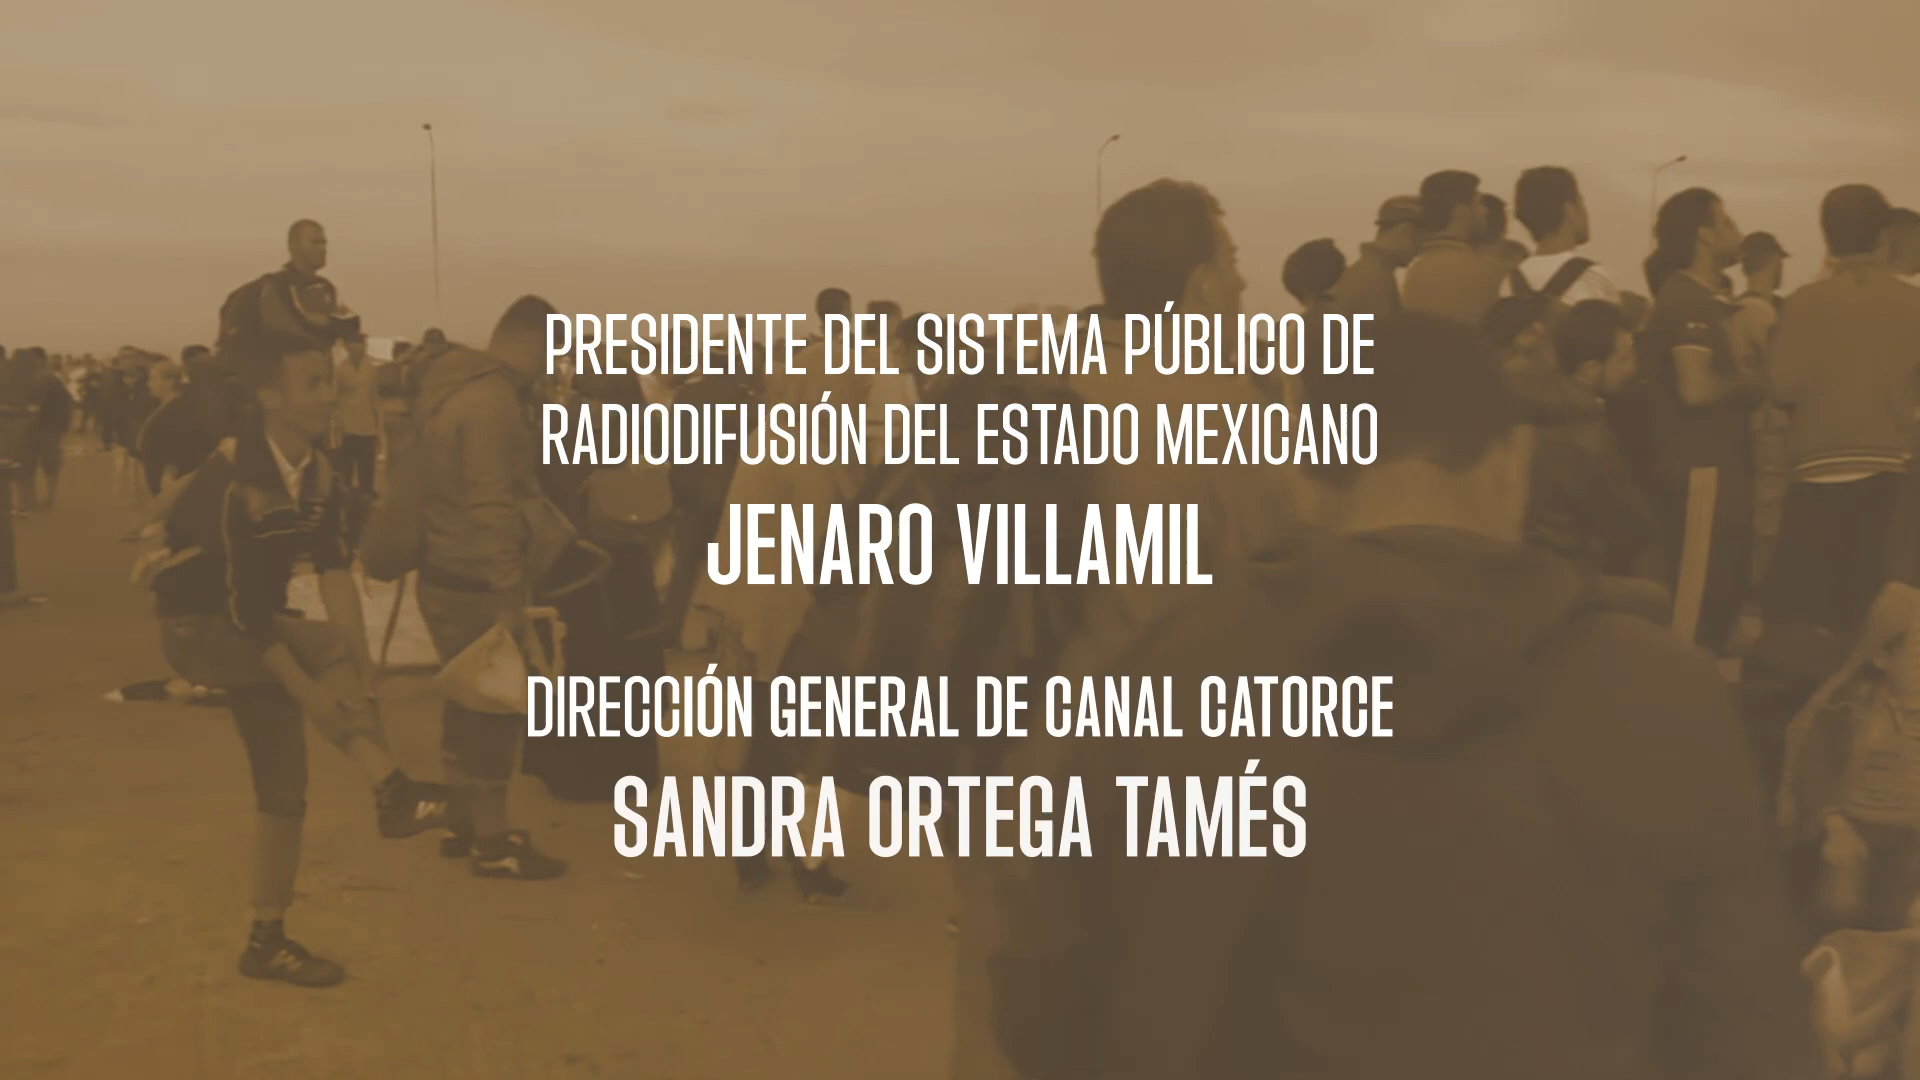 PRESIDENTE DEL SISTEMA PÚBLICO DE
RADIODIFUSIÓN DEL ESTADO MEXICANO
JENARO VILLAMIL
DIRECCIÓN GENERAL DE CANAL CATORCE
SANDRA ORTEGA TAMÉS